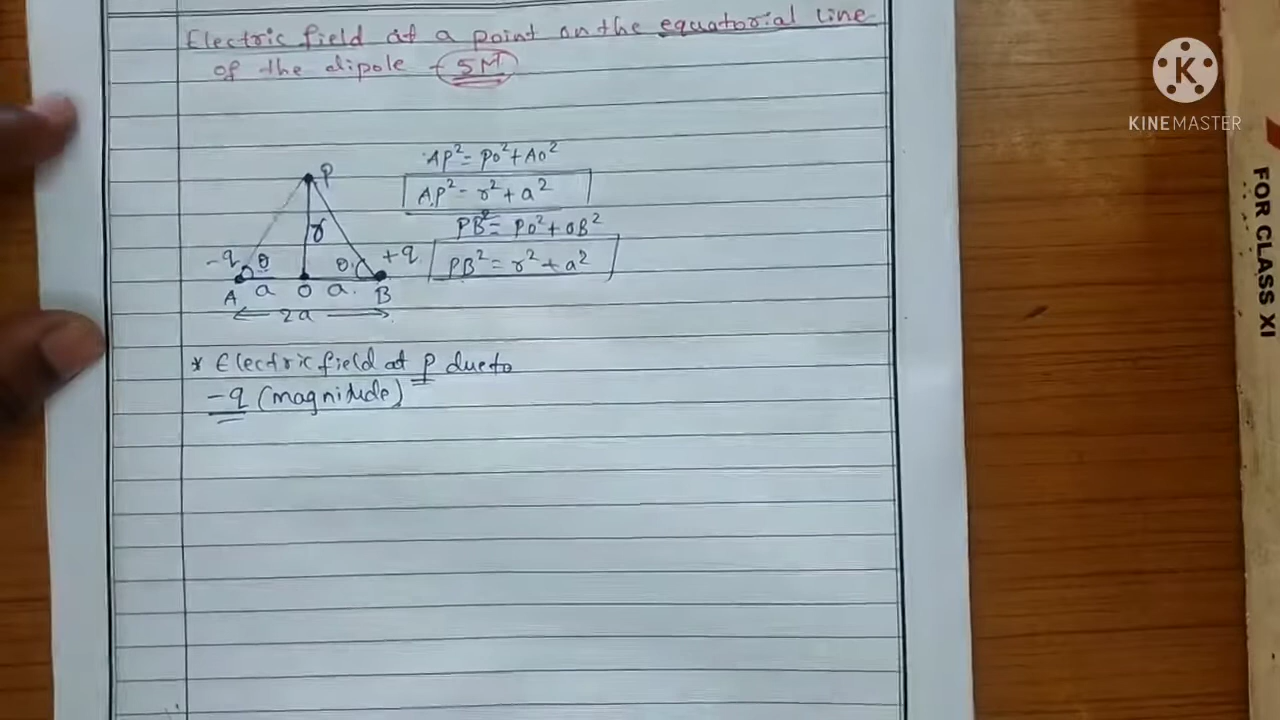 Electric field at a point on the equatorial line
of the dipole - (5M)
AP² = PO² + AO²
AP² = r² + a²
PB² = PO² + OB²
PB² = r² + a²
P
r
-q θ θ +q
A a O a B
2a
* Electric field at P due to
-q (magnitude)
K
KINEMASTER
FOR CLASS XI